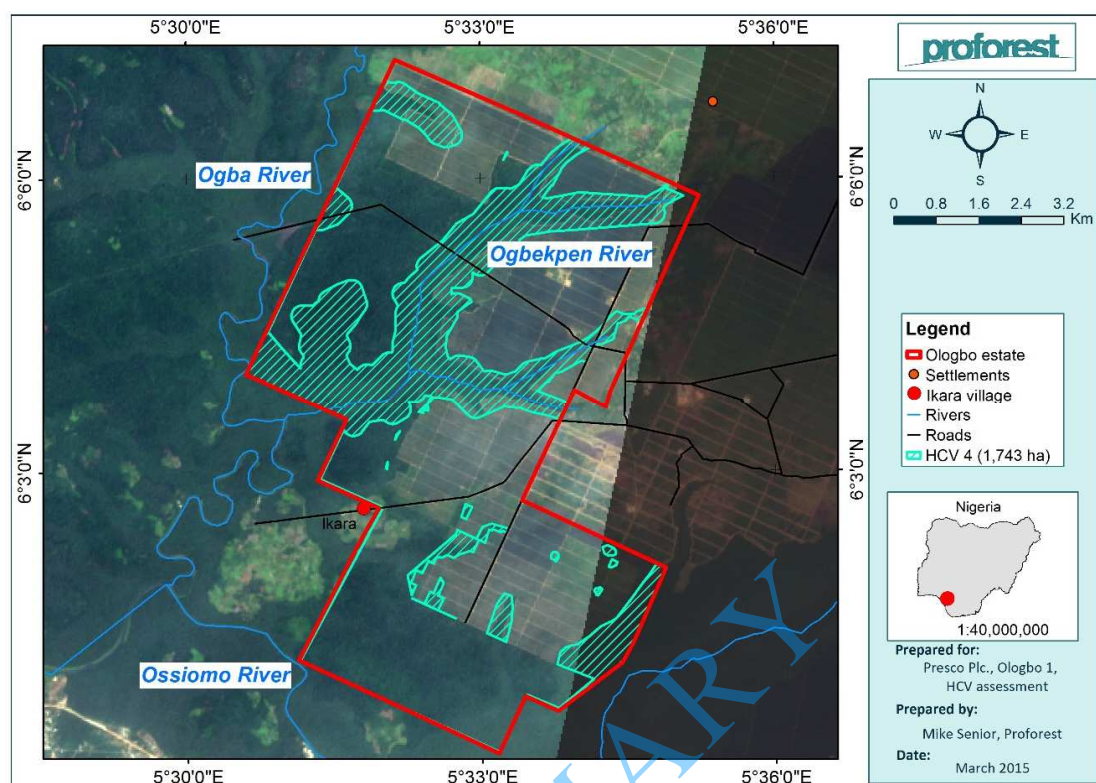 5°30'0"E 5°33'0"E 5°36'0"E
proforest
N
W E
S
6°6'0"N 6°6'0"N
Ogba River
0 0.8 1.6 2.4 3.2
Km
Ogbekpen River
Legend
Ologbo estate
Settlements
Ikara village
Rivers
Roads
HCV 4 (1,743 ha)
6°3'0"N 6°3'0"N
Ikara
Nigeria
1:40,000,000
Ossiomo River
ARY
Prepared for:
Presco Plc., Ologbo 1,
HCV assessment
Prepared by:
Mike Senior, Proforest
Date:
March 2015
5°30'0"E 5°33'0"E 5°36'0"E